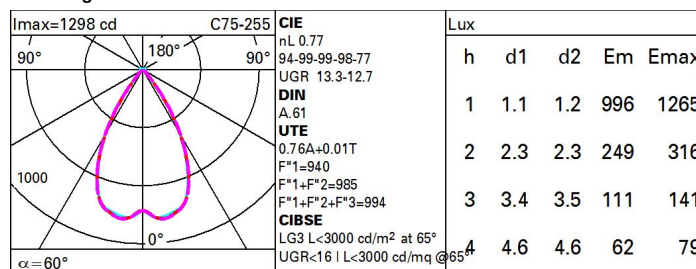 Imax=1298 cd C75-255
90° 180° 90°
1000
0°
α=60°
CIE
nL 0.77
94-99-99-98-77
UGR 13.3-12.7
DIN
A.61
UTE
0.76A+0.01T
F"1=940
F"1+F"2=985
F"1+F"2+F"3=994
CIBSE
LG3 L<3000 cd/m² at 65°
UGR<16 | L<3000 cd/mq @65°
Lux
h d1 d2 Em Emax
1 1.1 1.2 996 1265
2 2.3 2.3 249 316
3 3.4 3.5 111 141
4 4.6 4.6 62 79